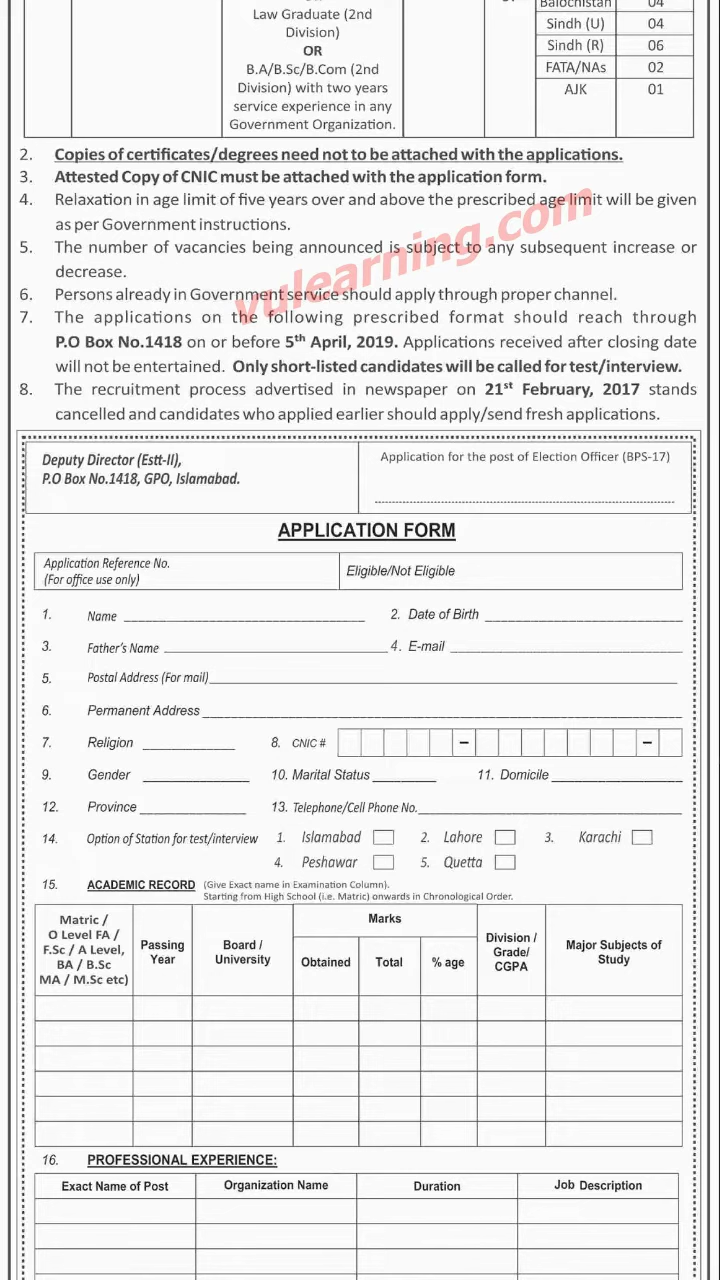 Law Graduate (2nd
Division)
OR
B.A/B.Sc/B.Com (2nd
Division) with two years
service experience in any
Government Organization.
Balochistan 04
Sindh (U) 04
Sindh (R) 06
FATA/NAs 02
AJK 01
2. Copies of certificates/degrees need not to be attached with the applications.
3. Attested Copy of CNIC must be attached with the application form.
4. Relaxation in age limit of five years over and above the prescribed age limit will be given
as per Government instructions.
5. The number of vacancies being announced is subject to any subsequent increase or
decrease.
6. Persons already in Government service should apply through proper channel.
7. The applications on the following prescribed format should reach through
P.O Box No.1418 on or before 5th April, 2019. Applications received after closing date
will not be entertained. Only short-listed candidates will be called for test/interview.
8. The recruitment process advertised in newspaper on 21st February, 2017 stands
cancelled and candidates who applied earlier should apply/send fresh applications.
vulearning.com
Deputy Director (Estt-II),
P.O Box No.1418, GPO, Islamabad.
Application for the post of Election Officer (BPS-17)
APPLICATION FORM
Application Reference No.
(For office use only)
Eligible/Not Eligible
1. Name 2. Date of Birth
3. Father's Name 4. E-mail
5. Postal Address (For mail)
6. Permanent Address
7. Religion 8. CNIC # – –
9. Gender 10. Marital Status 11. Domicile
12. Province 13. Telephone/Cell Phone No.
14. Option of Station for test/interview 1. Islamabad 2. Lahore 3. Karachi
4. Peshawar 5. Quetta
15. ACADEMIC RECORD (Give Exact name in Examination Column).
Starting from High School (i.e. Matric) onwards in Chronological Order.
Matric /
O Level FA /
F.Sc / A Level,
BA / B.Sc
MA / M.Sc etc)
Passing
Year
Board /
University
Marks
Obtained Total % age
Division /
Grade/
CGPA
Major Subjects of
Study
16. PROFESSIONAL EXPERIENCE:
Exact Name of Post Organization Name Duration Job Description